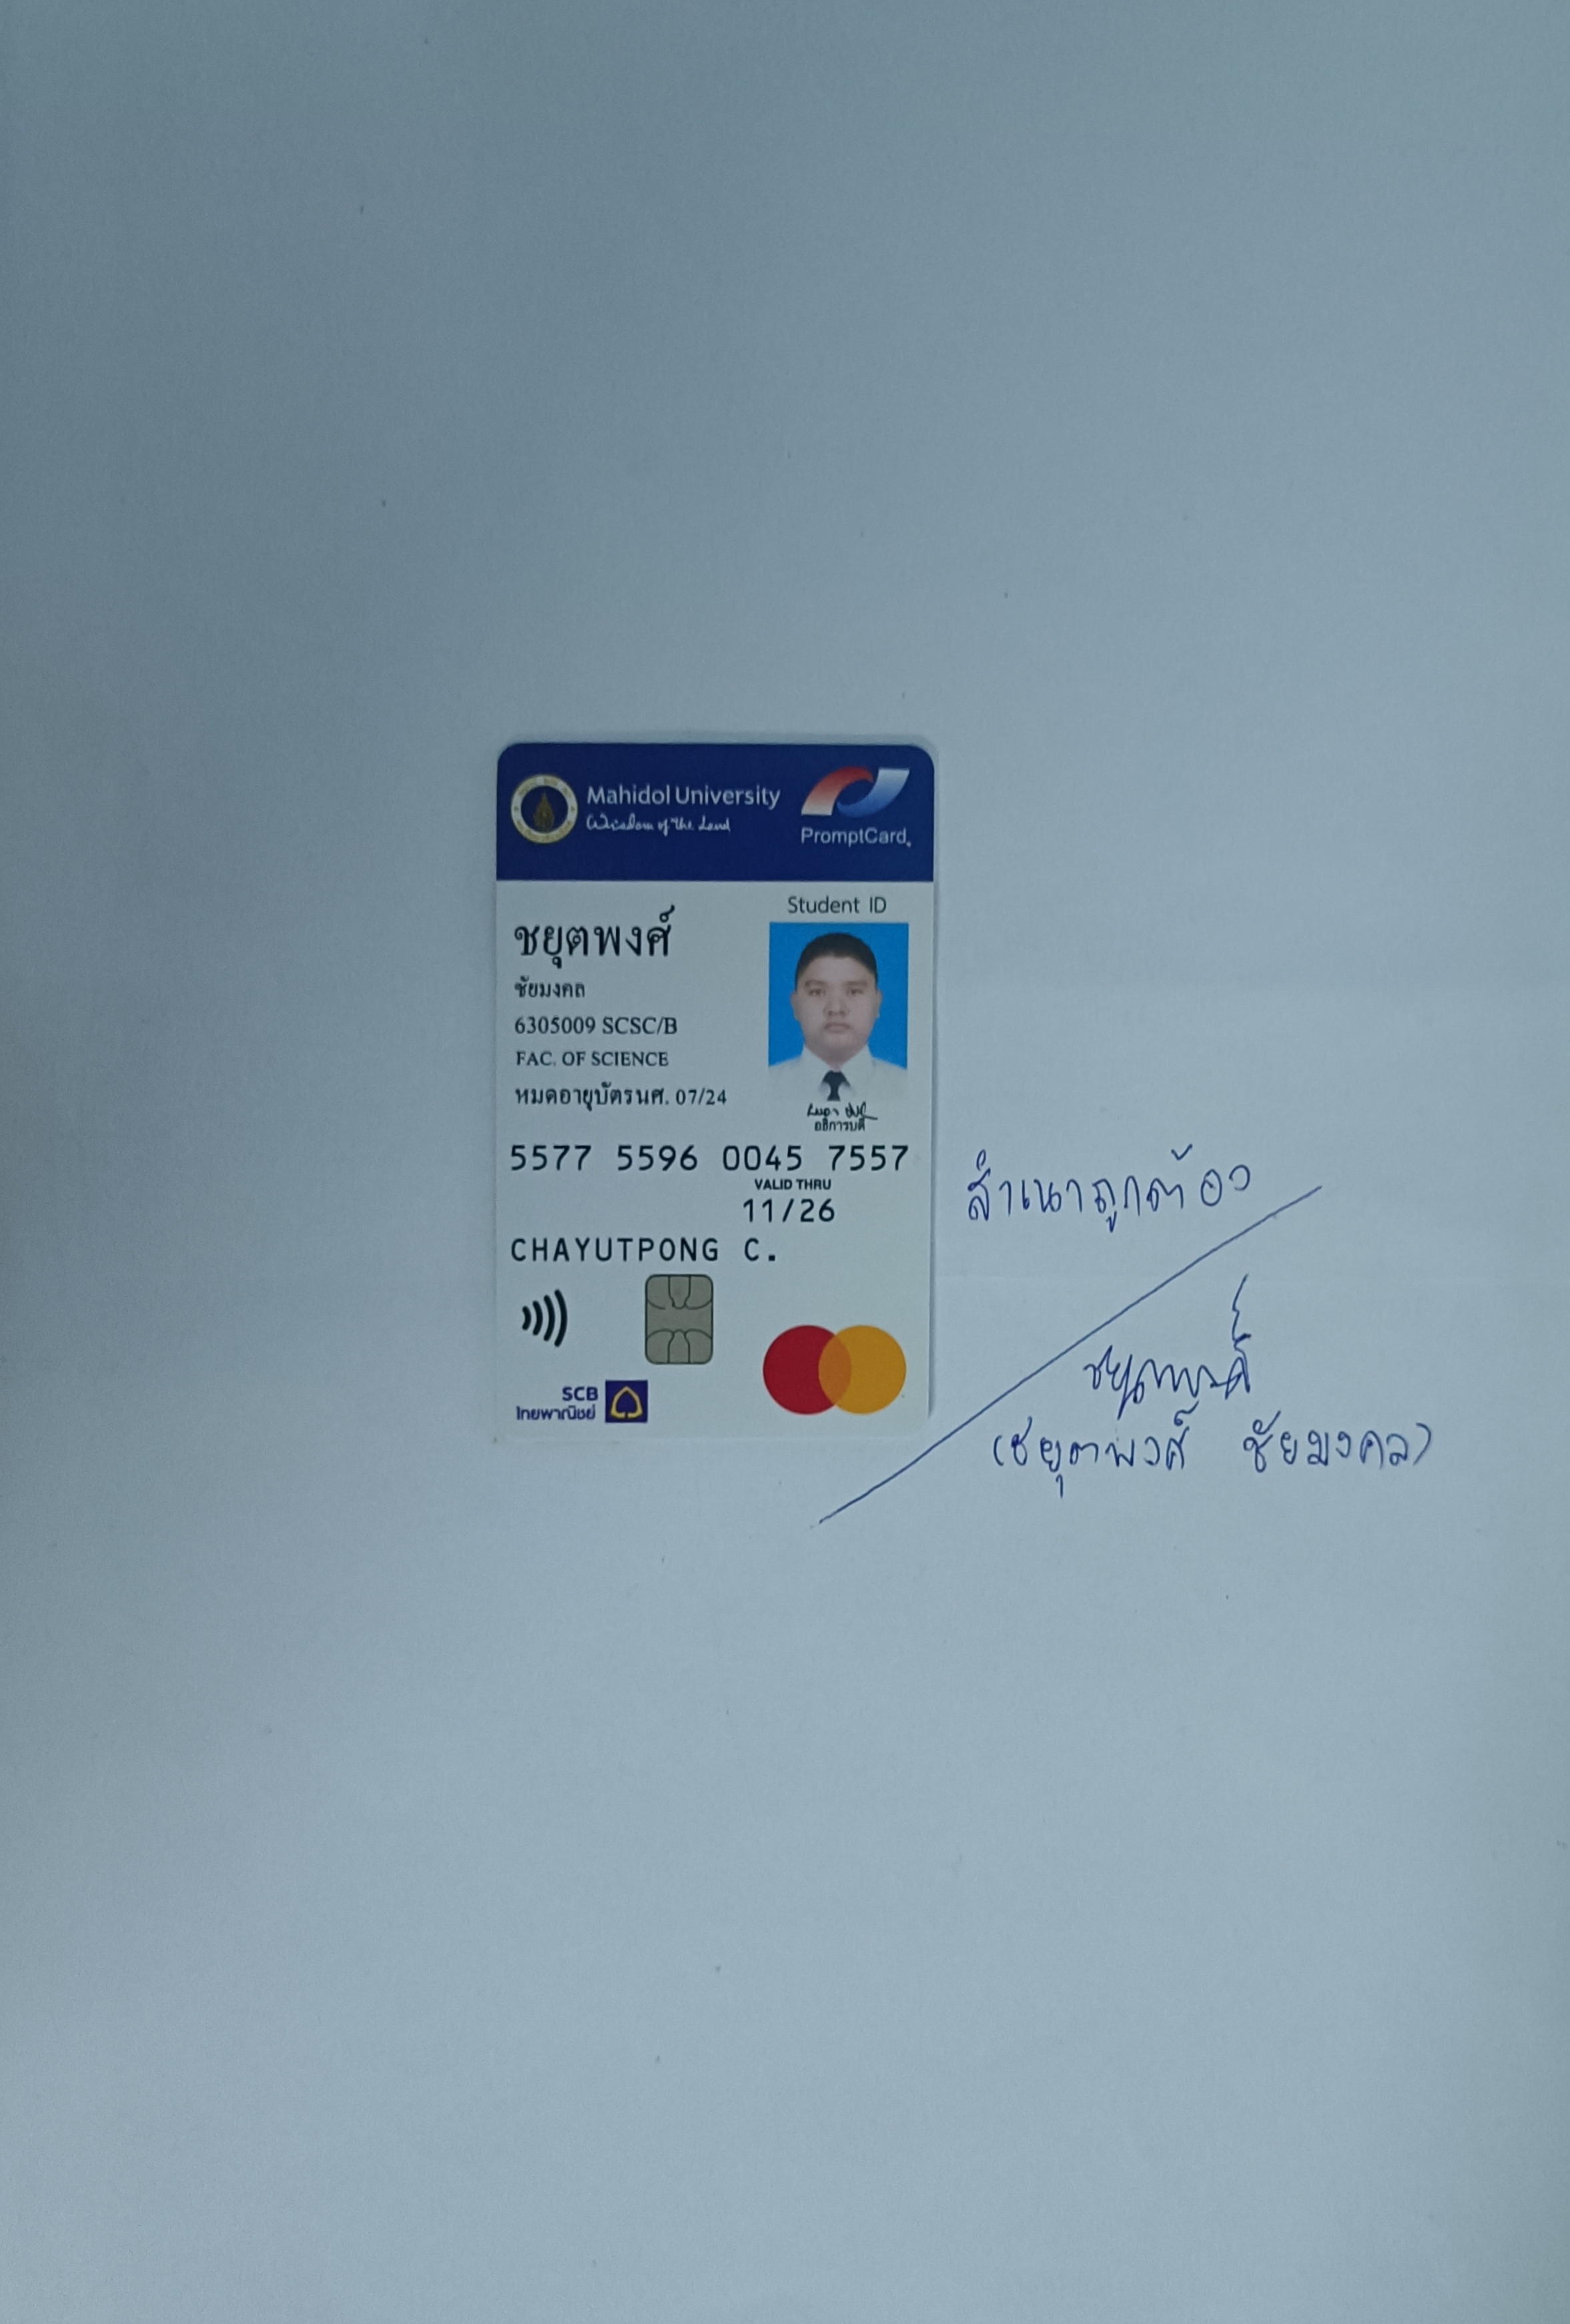 Mahidol University
Wisdom of the Land
PromptCard
Student ID
ชยุตพงศ์
ชัยมงคล
6305009 SCSC/B
FAC. OF SCIENCE
หมดอายุบัตรนศ. 07/24
อธิการบดี
5577 5596 0045 7557
VALID THRU
11/26
CHAYUTPONG C.
SCB
ไทยพาณิชย์
สำเนาถูกต้อง
ชยุตพงศ์
(ชยุตพงศ์ ชัยมงคล)